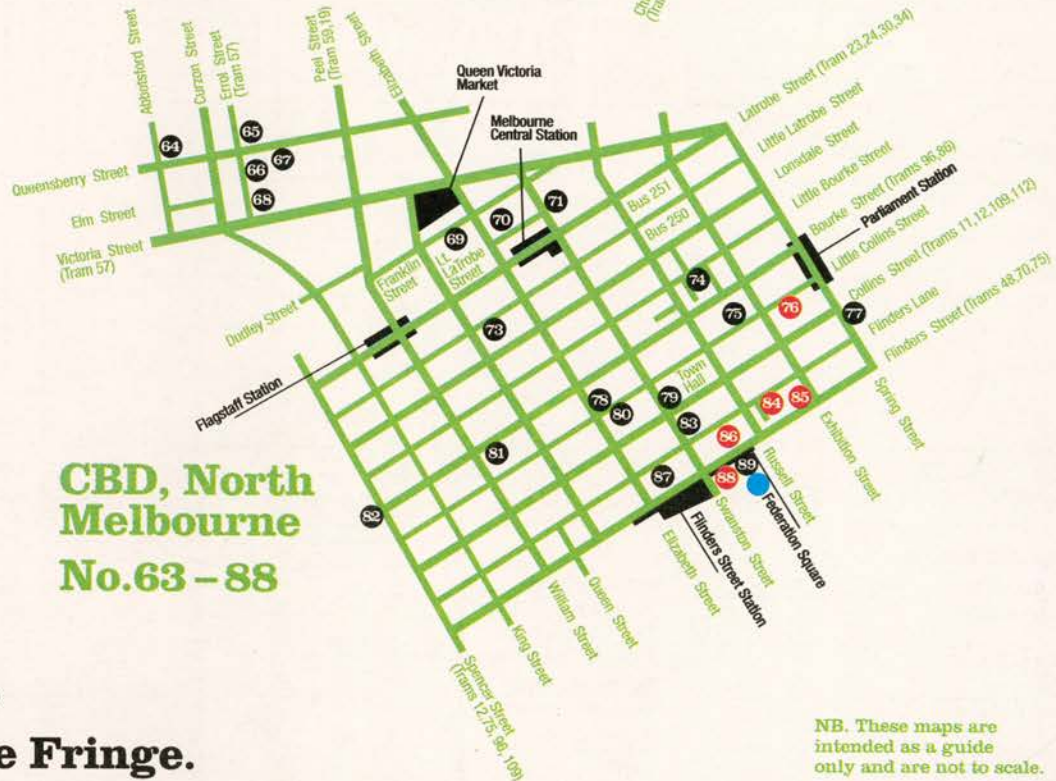 Abbotsford Street
Curzon Street
Errol Street
(Tram 57)
Peel Street
(Tram 59,19)
Elizabeth Street
Queen Victoria
Market
Melbourne
Central Station
Latrobe Street (Tram 23,24,30,34)
Little Latrobe Street
Lonsdale Street
Little Bourke Street
Bourke Street (Trams 96,86)
Parliament Station
Little Collins Street
Collins Street (Trams 11,12,109,112)
Flinders Lane
Flinders Street (Trams 48,70,75)
Spring Street
Queensberry Street
Elm Street
Victoria Street
(Tram 57)
Dudley Street
Franklin
Street
Lt.
LaTrobe
Street
Bus 251
Bus 250
Flagstaff Station
Town
Hall
64
65
66
67
68
69
70
71
73
74
75
76
77
78
80
79
83
81
82
84
85
86
87
88
89
Exhibition Street
Russell Street
Federation Square
Swanston Street
Flinders Street Station
Elizabeth Street
Queen Street
William Street
King Street
Spencer Street
(Trams 12,75, 96, 109)
CBD, North
Melbourne
No.63 – 88
e Fringe.
NB. These maps are
intended as a guide
only and are not to scale.